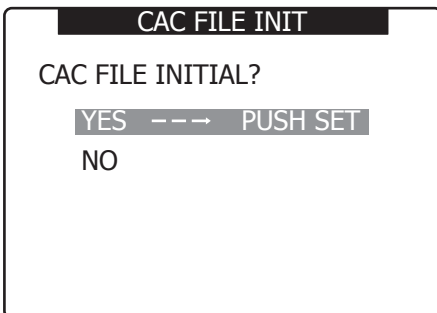 CAC FILE INIT
CAC FILE INITIAL?
YES ---→ PUSH SET
NO